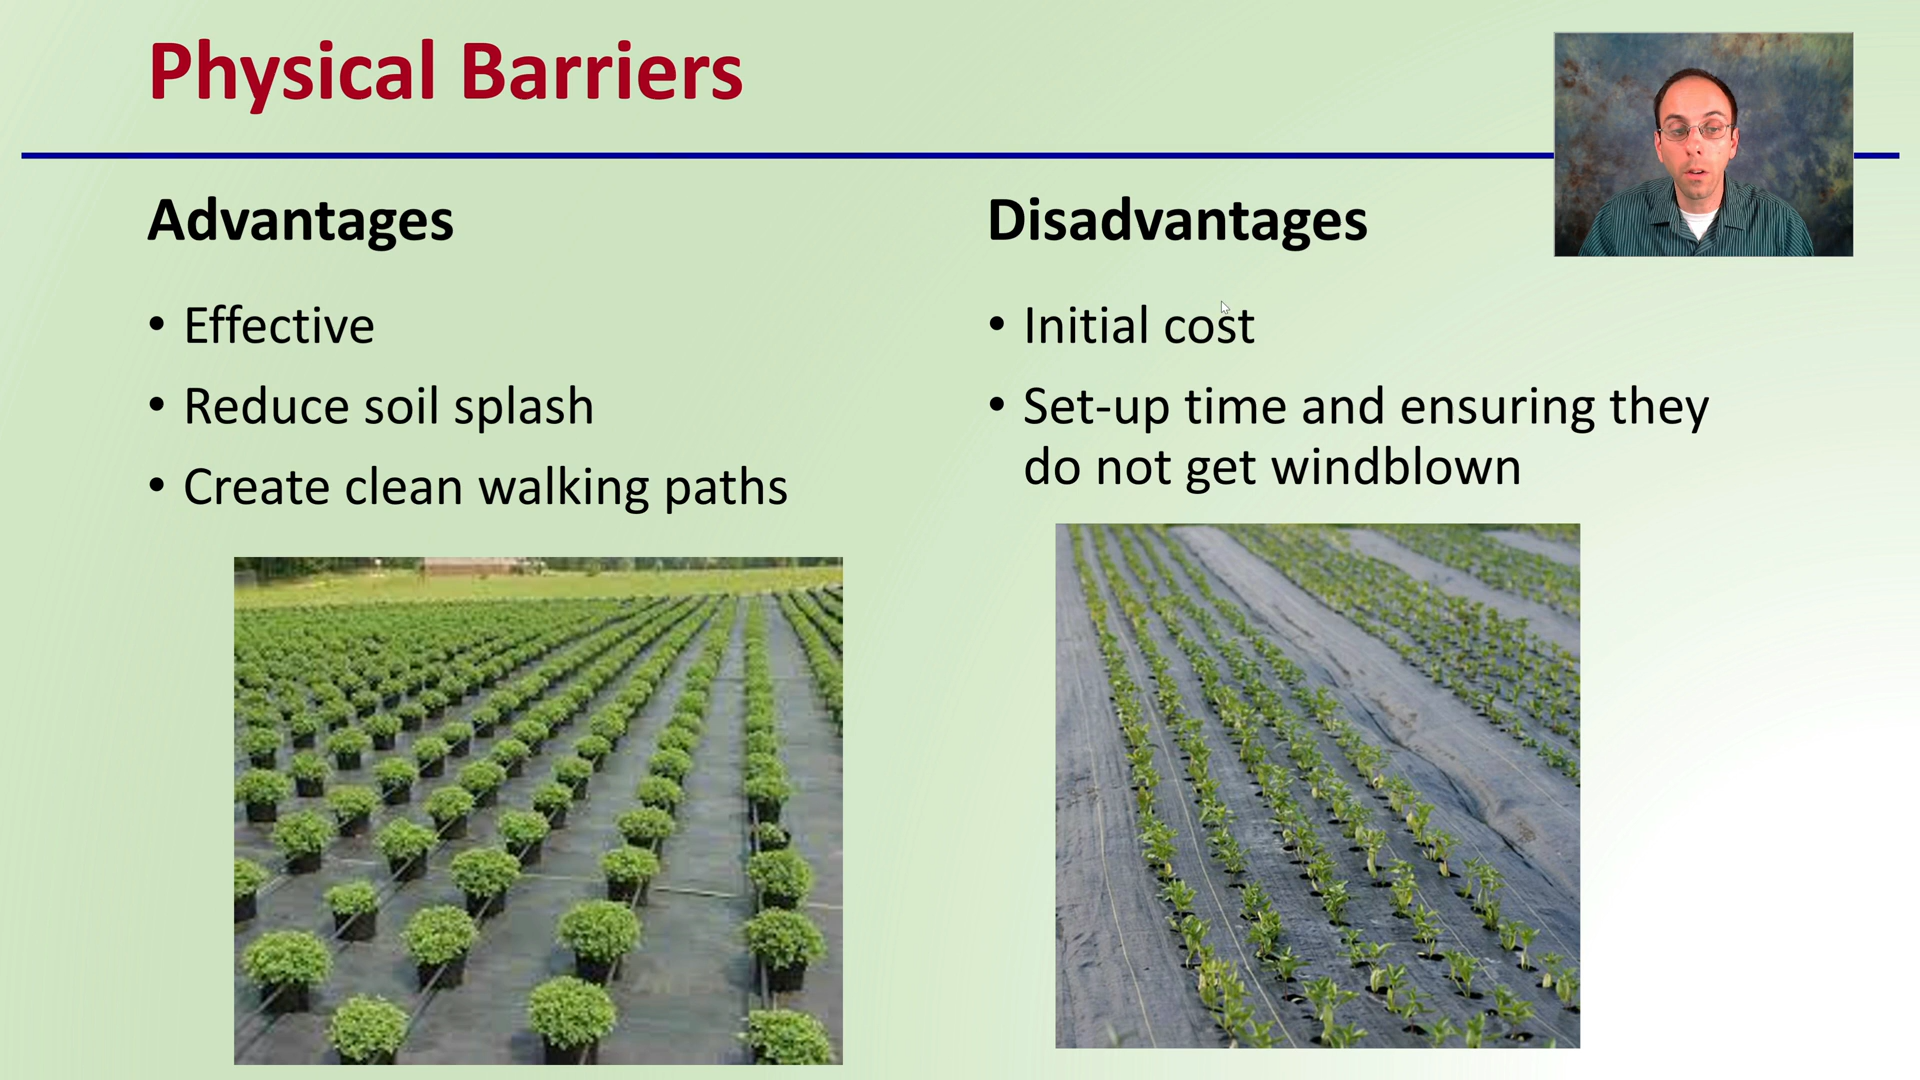 Physical Barriers
Advantages
• Effective
• Reduce soil splash
• Create clean walking paths
Disadvantages
• Initial cost
• Set-up time and ensuring they
do not get windblown